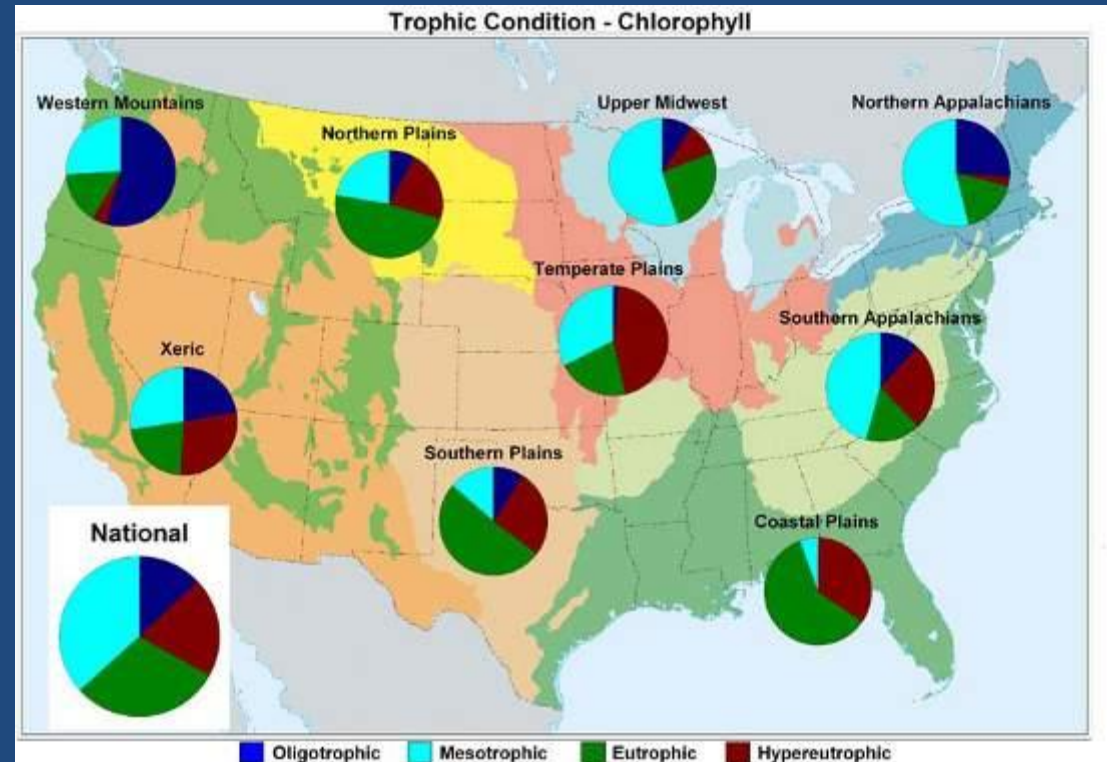 Trophic Condition - Chlorophyll
Western Mountains
Upper Midwest
Northern Appalachians
Northern Plains
Temperate Plains
Southern Appalachians
Xeric
Southern Plains
Coastal Plains
National
Oligotrophic Mesotrophic Eutrophic Hypereutrophic